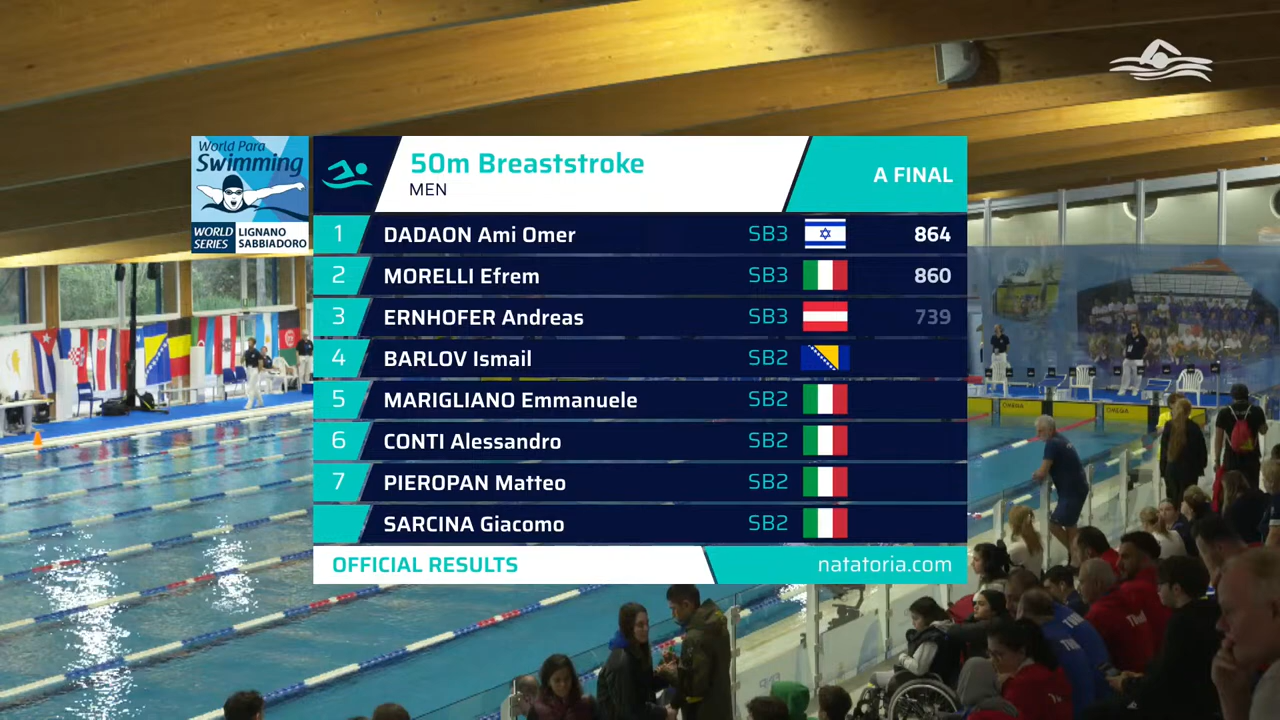 World Para
Swimming
WORLD SERIES LIGNANO SABBIADORO
50m Breaststroke
MEN
A FINAL
1 DADAON Ami Omer SB3 864
2 MORELLI Efrem SB3 860
3 ERNHOFER Andreas SB3 739
4 BARLOV Ismail SB2
5 MARIGLIANO Emmanuele SB2
6 CONTI Alessandro SB2
7 PIEROPAN Matteo SB2
SARCINA Giacomo SB2
OFFICIAL RESULTS natatoria.com
OMEGA
OMEGA